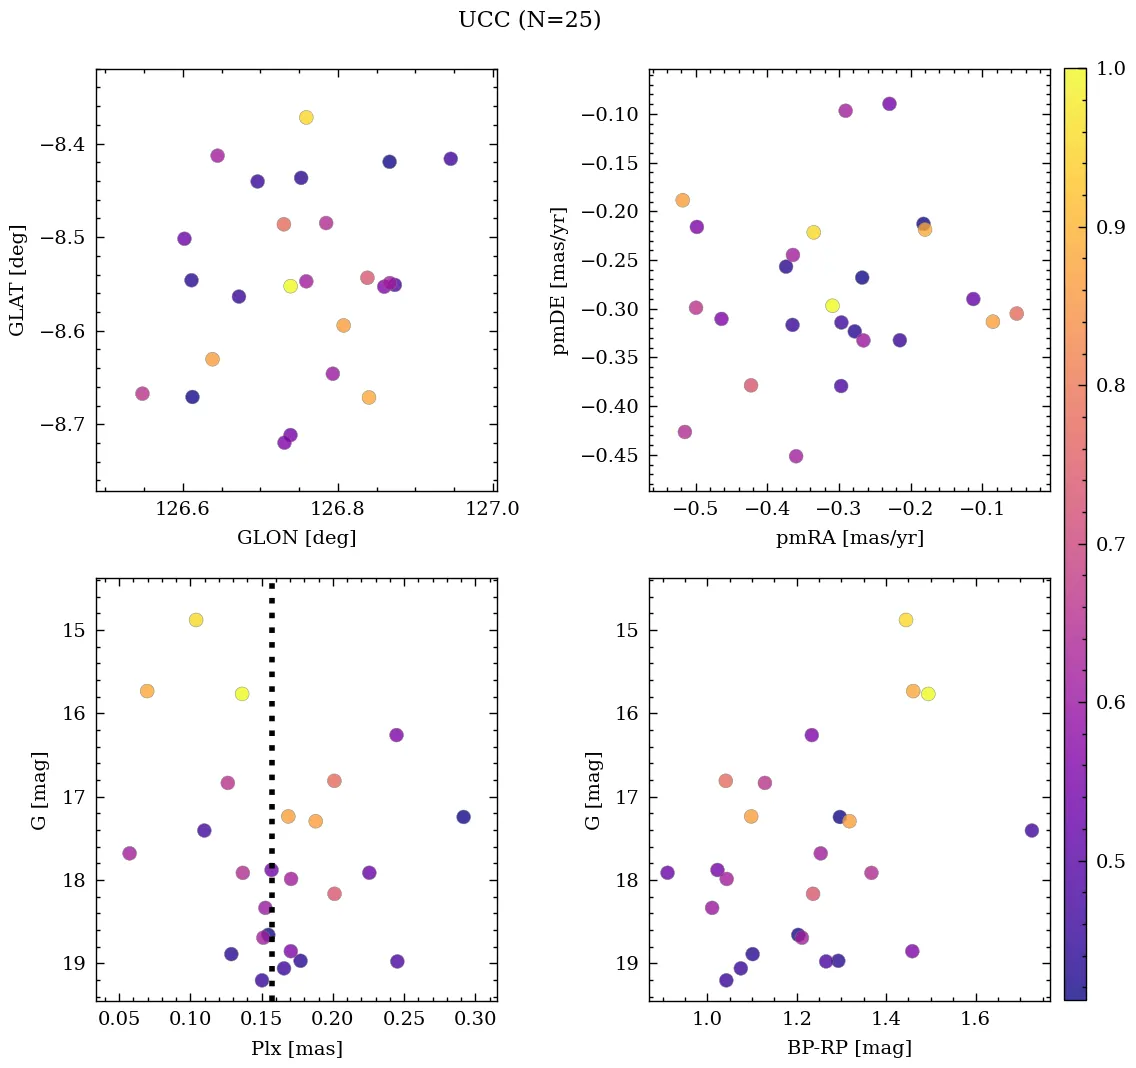 UCC (N=25)
−8.4
−8.5
−8.6
−8.7
GLAT [deg]
126.6 126.8 127.0
GLON [deg]
−0.10
−0.15
−0.20
−0.25
−0.30
−0.35
−0.40
−0.45
pmDE [mas/yr]
−0.5 −0.4 −0.3 −0.2 −0.1
pmRA [mas/yr]
15
16
17
18
19
G [mag]
0.05 0.10 0.15 0.20 0.25 0.30
Plx [mas]
15
16
17
18
19
G [mag]
1.0 1.2 1.4 1.6
BP-RP [mag]
1.0
0.9
0.8
0.7
0.6
0.5